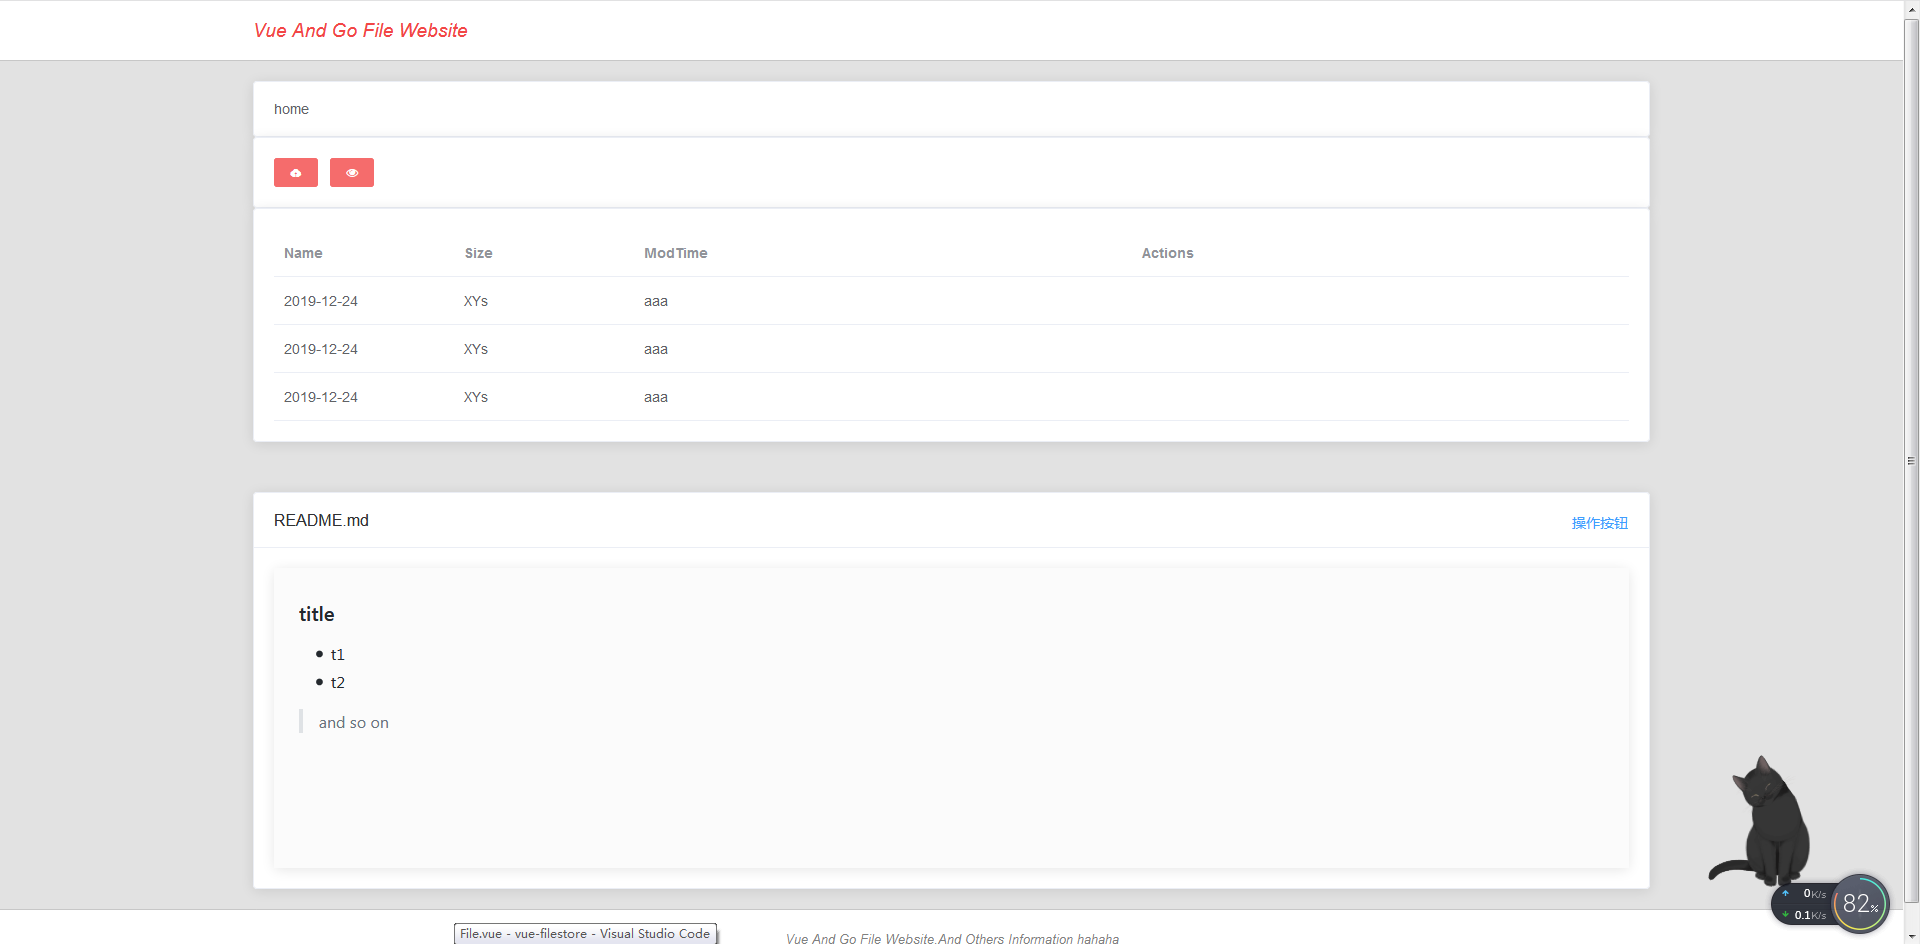 Vue And Go File Website
home
Name Size ModTime Actions
2019-12-24 XYs aaa
2019-12-24 XYs aaa
2019-12-24 XYs aaa
README.md 操作按钮
title
t1
t2
and so on
0K/s
0.1K/s
82%
File.vue - vue-filestore - Visual Studio Code
Vue And Go File Website.And Others Information hahaha